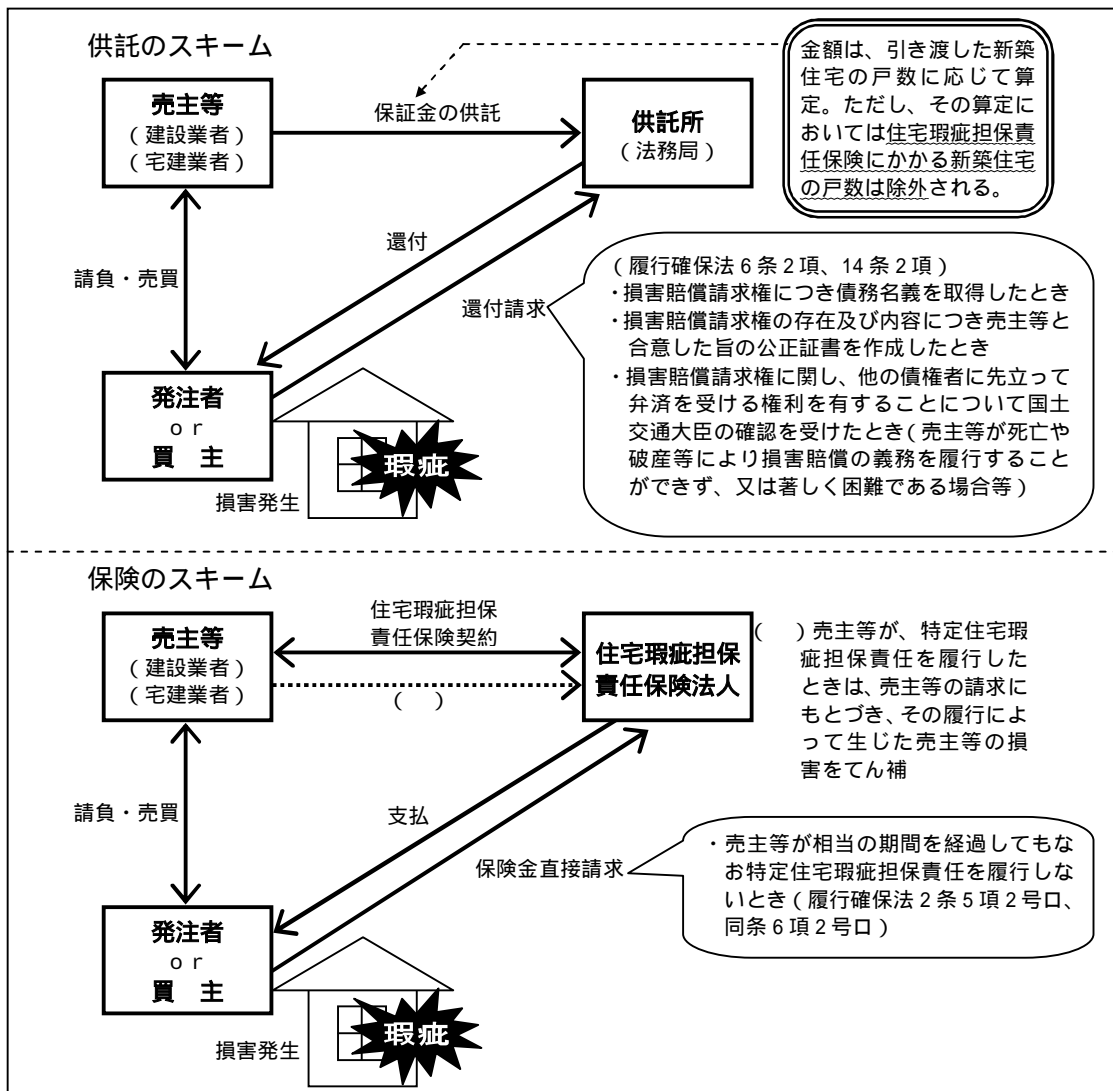 供託のスキーム
売主等
（建設業者）
（宅建業者）
保証金の供託
供託所
（法務局）
金額は、引き渡した新築
住宅の戸数に応じて算
定。ただし、その算定に
おいては住宅瑕疵担保責
任保険にかかる新築住宅
の戸数は除外される。
請負・売買
還付
還付請求
（履行確保法６条２項、14条２項）
・損害賠償請求権につき債務名義を取得したとき
・損害賠償請求権の存在及び内容につき売主等と
合意した旨の公正証書を作成したとき
・損害賠償請求権に関し、他の債権者に先立って
弁済を受ける権利を有することについて国土
交通大臣の確認を受けたとき（売主等が死亡や
破産等により損害賠償の義務を履行すること
ができず、又は著しく困難である場合等）
発注者
ｏｒ
買　主
瑕疵
損害発生
保険のスキーム
売主等
（建設業者）
（宅建業者）
住宅瑕疵担保
責任保険契約
（　）
住宅瑕疵担保
責任保険法人
（　）売主等が、特定住宅瑕
疵担保責任を履行した
ときは、売主等の請求に
もとづき、その履行によ
って生じた売主等の損
害をてん補
請負・売買
支払
保険金直接請求
・売主等が相当の期間を経過してもな
お特定住宅瑕疵担保責任を履行しな
いとき（履行確保法２条５項２号ロ、
同条６項２号ロ）
発注者
ｏｒ
買　主
瑕疵
損害発生